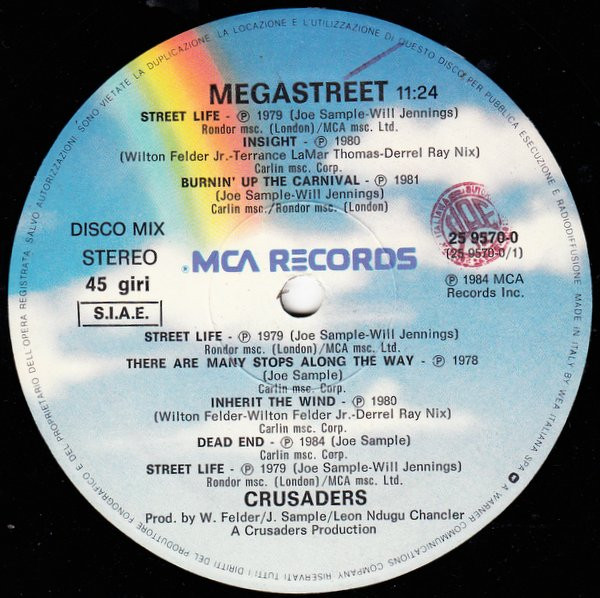 MEGASTREET 11:24
STREET LIFE - ℗ 1979 (Joe Sample-Will Jennings)
Rondor msc. (London)/MCA msc. Ltd.
INSIGHT - ℗ 1980
(Wilton Felder Jr.-Terrance LaMar Thomas-Derrel Ray Nix)
Carlin msc. Corp.
BURNIN' UP THE CARNIVAL - ℗ 1981
(Joe Sample-Will Jennings)
Carlin msc./Rondor msc. (London)
DISCO MIX
STEREO
45 giri
S.I.A.E.
MCA RECORDS
25 9570-0
(25 9570-0/1)
℗ 1984 MCA
Records Inc.
STREET LIFE - ℗ 1979 (Joe Sample-Will Jennings)
Rondor msc. (London)/MCA msc. Ltd.
THERE ARE MANY STOPS ALONG THE WAY - ℗ 1978
(Joe Sample)
Carlin msc. Corp.
INHERIT THE WIND - ℗ 1980
(Wilton Felder-Wilton Felder Jr.-Derrel Ray Nix)
Carlin msc. Corp.
DEAD END - ℗ 1984 (Joe Sample)
Carlin msc. Corp.
STREET LIFE - ℗ 1979 (Joe Sample-Will Jennings)
Rondor msc. (London)/MCA msc. Ltd.
CRUSADERS
Prod. by W. Felder/J. Sample/Leon Ndugu Chancler
A Crusaders Production
MADE IN ITALY BY WEA ITALIANA SPA A WARNER COMMUNICATIONS COMPANY RISERVATI TUTTI I DIRITTI DEL PRODUTTORE FONOGRAFICO E DEL PROPRIETARIO DELL'OPERA REGISTRATA. SALVO AUTORIZZAZIONI SONO VIETATE LA DUPLICAZIONE LA LOCAZIONE E L'UTILIZZAZIONE DI QUESTO DISCO PER PUBBLICA ESECUZIONE E RADIODIFFUSIONE